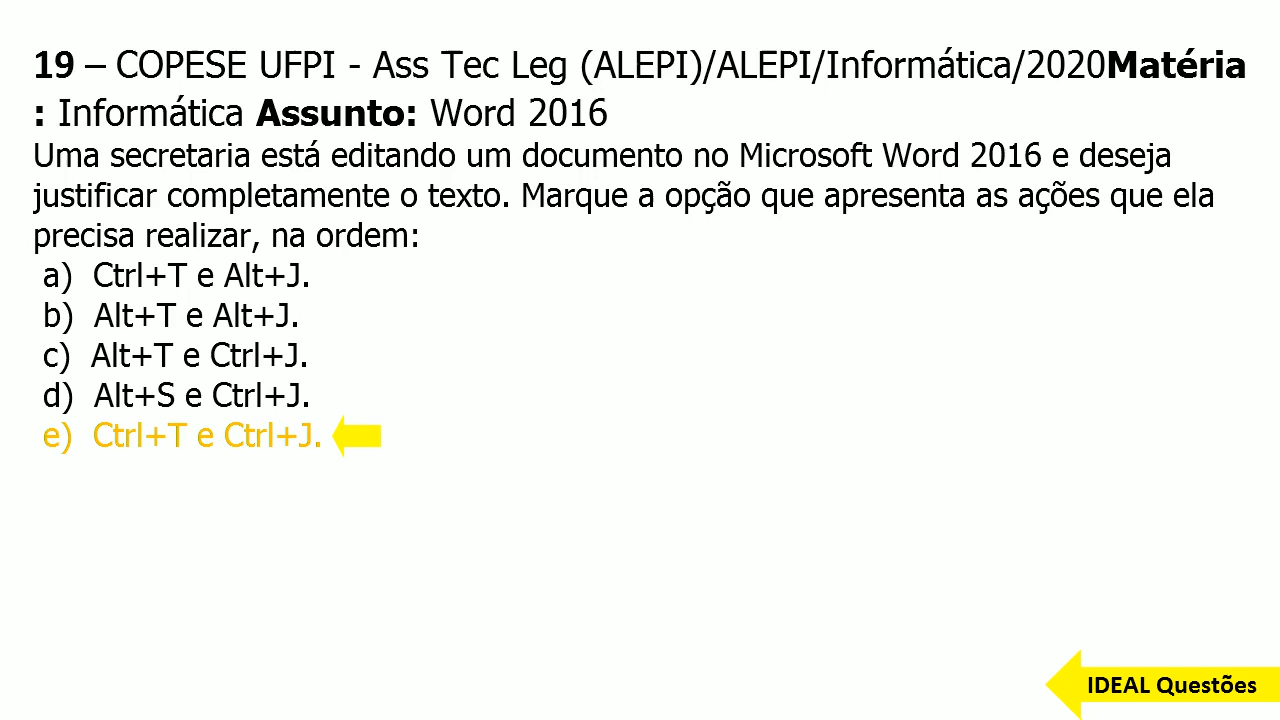 19 – COPESE UFPI - Ass Tec Leg (ALEPI)/ALEPI/Informática/2020Matéria
: Informática Assunto: Word 2016
Uma secretaria está editando um documento no Microsoft Word 2016 e deseja
justificar completamente o texto. Marque a opção que apresenta as ações que ela
precisa realizar, na ordem:
a) Ctrl+T e Alt+J.
b) Alt+T e Alt+J.
c) Alt+T e Ctrl+J.
d) Alt+S e Ctrl+J.
e) Ctrl+T e Ctrl+J.
IDEAL Questões